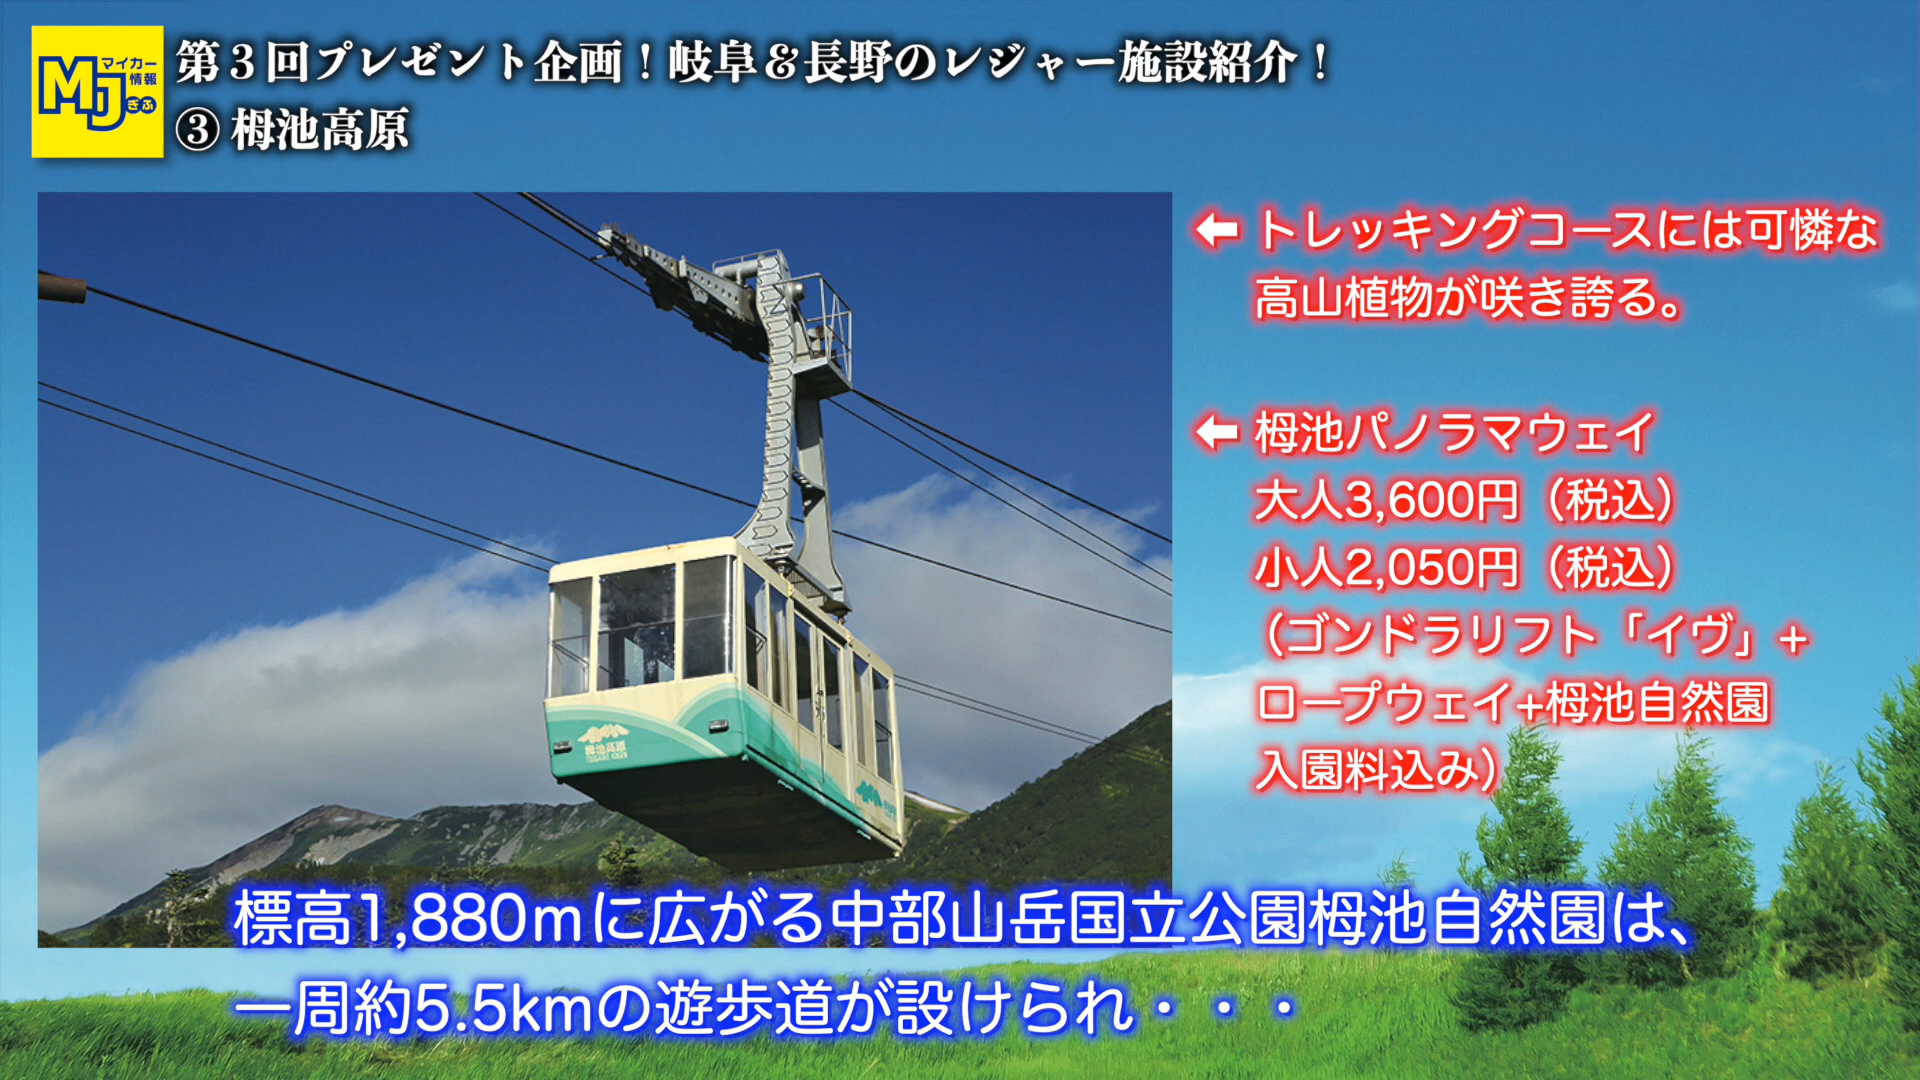 MJ
マイカー
情報
ぎふ
第３回プレゼント企画！岐阜＆長野のレジャー施設紹介！
③ 栂池高原
← トレッキングコースには可憐な
高山植物が咲き誇る。
← 栂池パノラマウェイ
大人3,600円（税込）
小人2,050円（税込）
（ゴンドラリフト「イヴ」+
ロープウェイ+栂池自然園
入園料込み）
栂池高原
TSUGAIKE KOGEN
標高1,880ｍに広がる中部山岳国立公園栂池自然園は、
一周約5.5kmの遊歩道が設けられ・・・